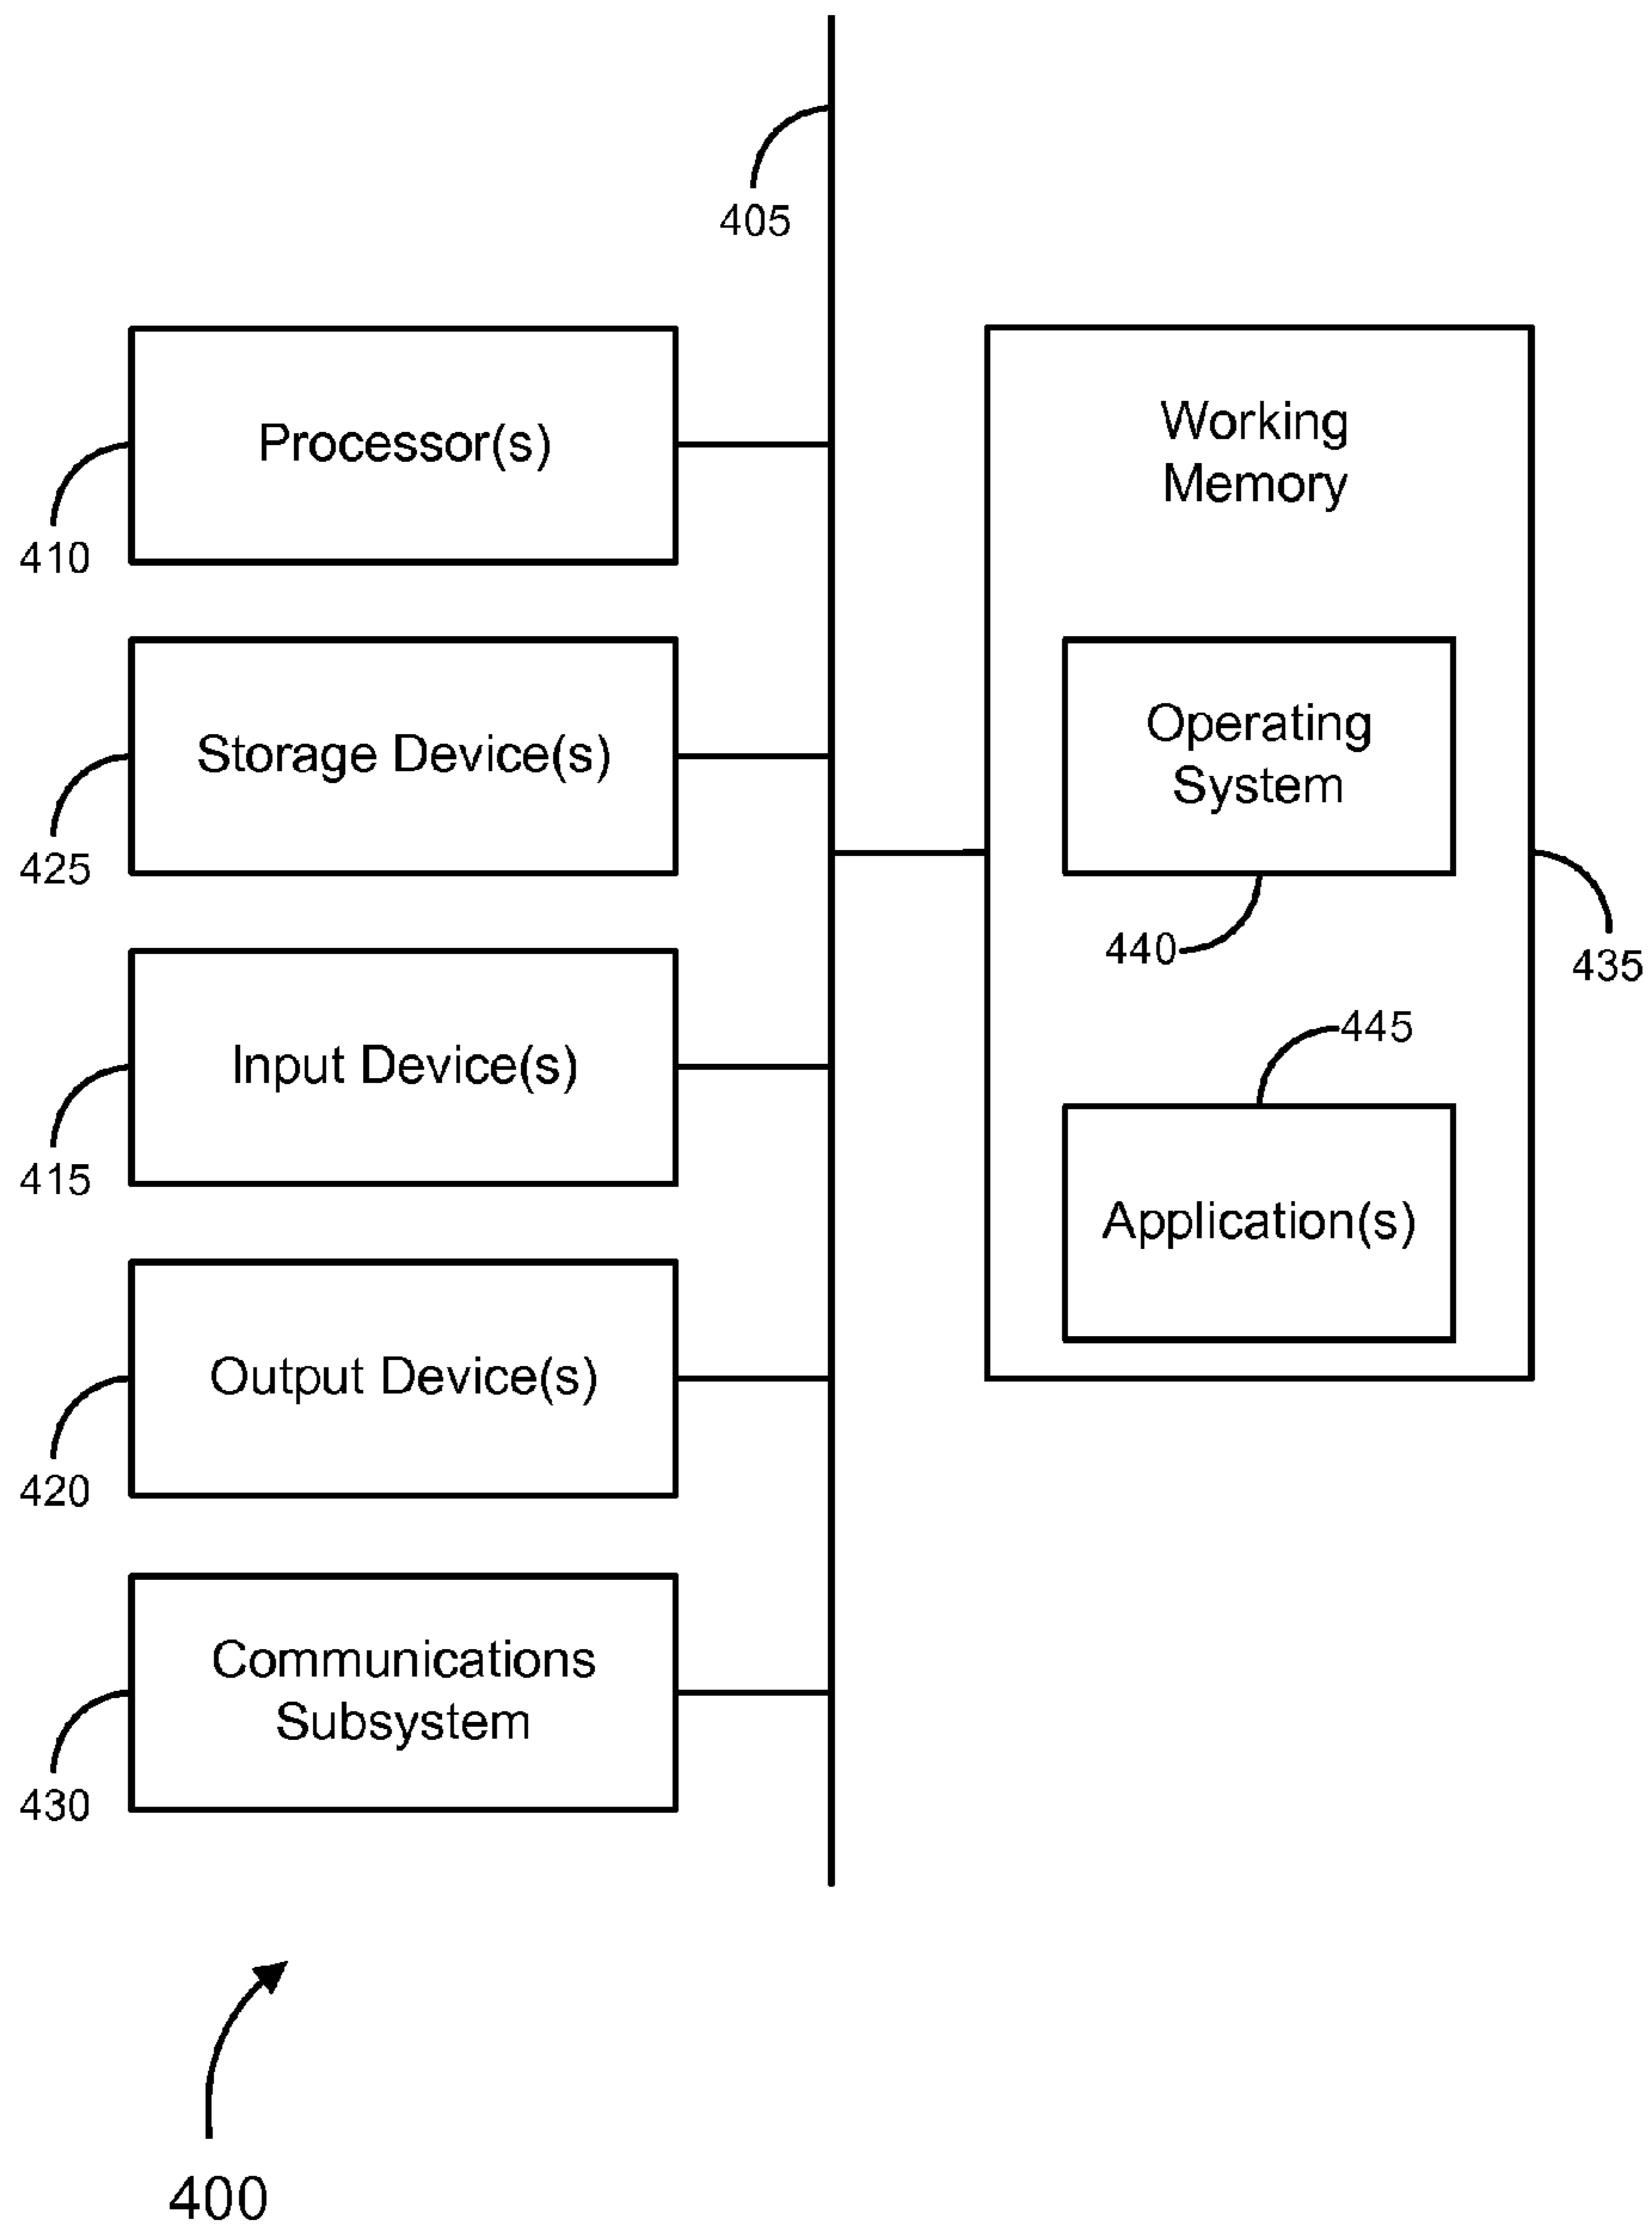 405
Processor(s)
410
Storage Device(s)
425
Input Device(s)
415
Output Device(s)
420
Communications
Subsystem
430
Working
Memory
Operating
System
440
435
445
Application(s)
400